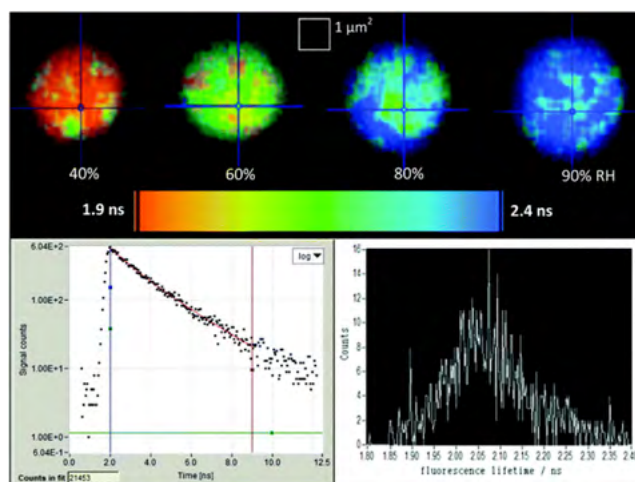 1 μm²
40%
60%
80%
90% RH
1.9 ns
2.4 ns
6.04E+2
log
1.00E+2
1.00E+1
1.00E+0
6.04E-1
Signal counts
0.0
2.0
4.0
6.0
8.0
10.0
12.5
Time [ns]
Counts in fit 21453
16
14
12
10
8
6
4
2
0
Counts
1.80
1.85
1.90
1.95
2.00
2.05
2.10
2.15
2.20
2.25
2.30
2.35
fluorescence lifetime / ns